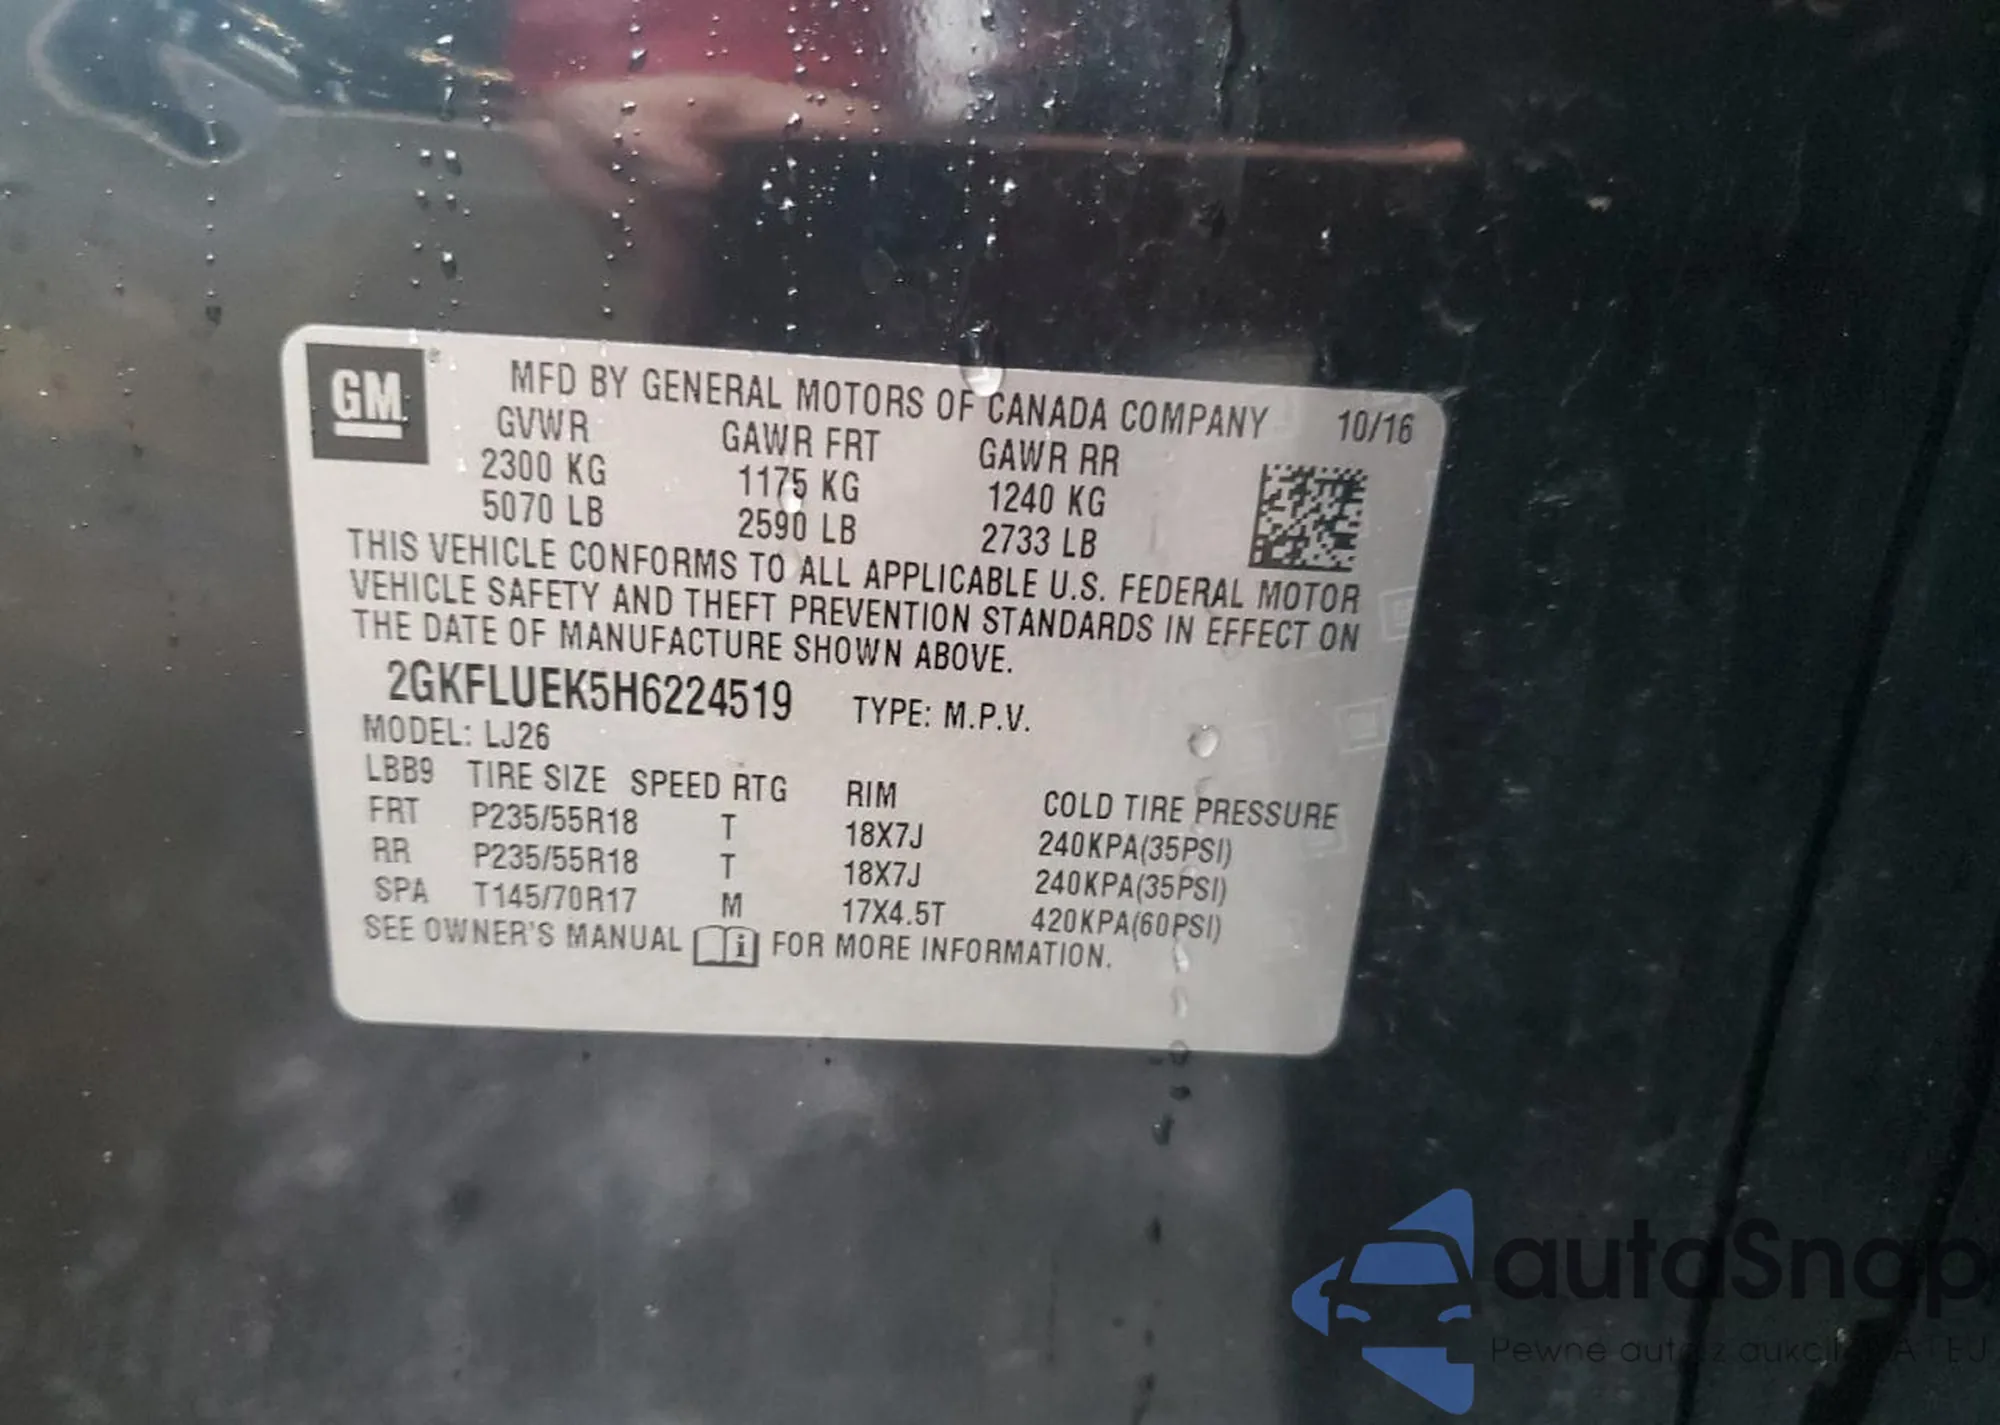 GM
MFD BY GENERAL MOTORS OF CANADA COMPANY 10/16
GVWR GAWR FRT GAWR RR
2300 KG 1175 KG 1240 KG
5070 LB 2590 LB 2733 LB
THIS VEHICLE CONFORMS TO ALL APPLICABLE U.S. FEDERAL MOTOR
VEHICLE SAFETY AND THEFT PREVENTION STANDARDS IN EFFECT ON
THE DATE OF MANUFACTURE SHOWN ABOVE.
2GKFLUEK5H6224519 TYPE: M.P.V.
MODEL: LJ26
LBB9 TIRE SIZE SPEED RTG RIM COLD TIRE PRESSURE
FRT P235/55R18 T 18X7J 240KPA(35PSI)
RR P235/55R18 T 18X7J 240KPA(35PSI)
SPA T145/70R17 M 17X4.5T 420KPA(60PSI)
SEE OWNER'S MANUAL FOR MORE INFORMATION.
autoSnap
Pewne auta z aukcji